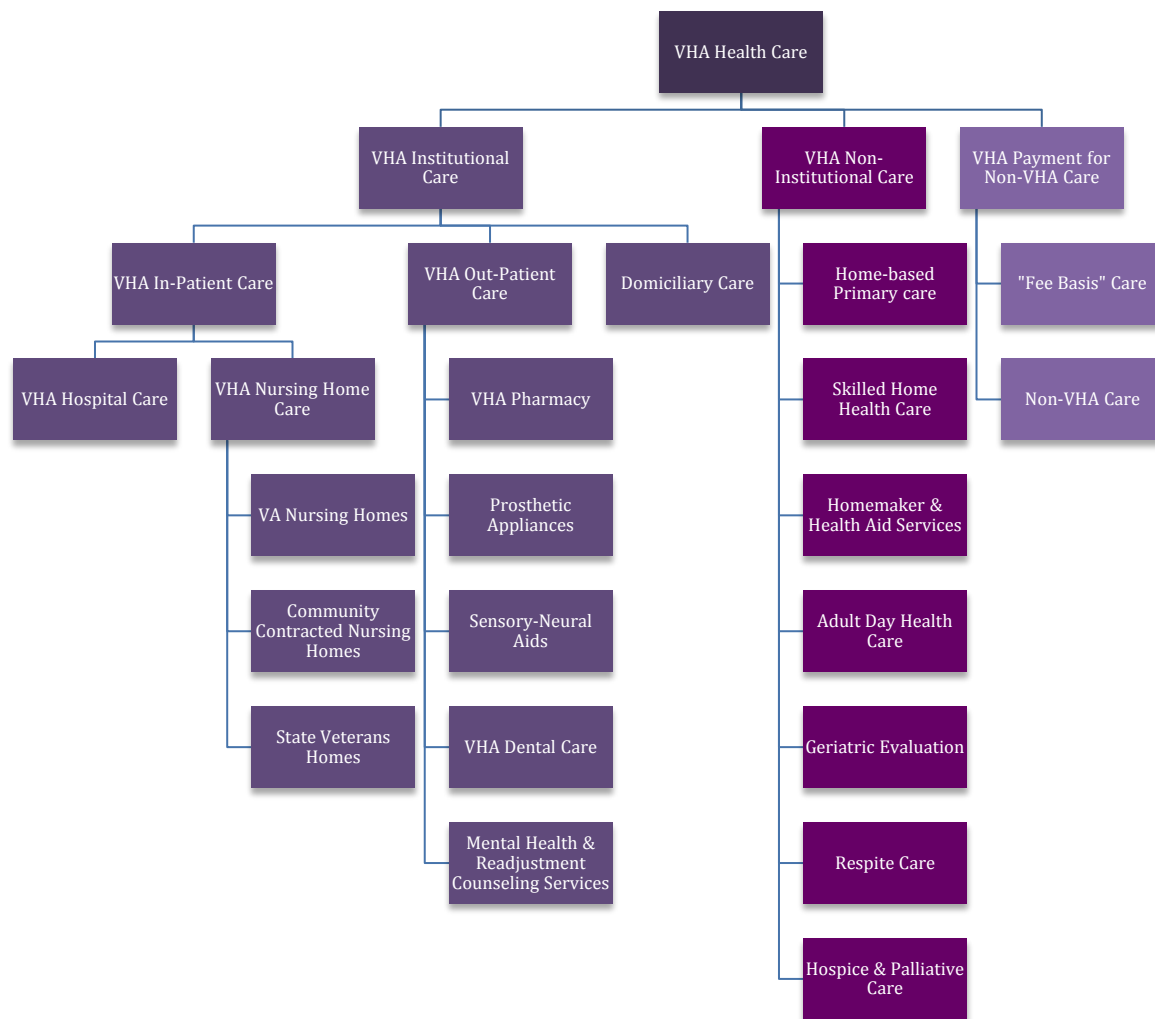 VHA Health Care
VHA Institutional
Care
VHA Non-
Institutional Care
VHA Payment for
Non-VHA Care
VHA In-Patient Care
VHA Out-Patient
Care
Domiciliary Care
Home-based
Primary care
"Fee Basis" Care
VHA Hospital Care
VHA Nursing Home
Care
VHA Pharmacy
Skilled Home
Health Care
Non-VHA Care
VA Nursing Homes
Prosthetic
Appliances
Homemaker &
Health Aid Services
Community
Contracted Nursing
Homes
Sensory-Neural
Aids
Adult Day Health
Care
State Veterans
Homes
VHA Dental Care
Geriatric Evaluation
Mental Health &
Readjustment
Counseling Services
Respite Care
Hospice & Palliative
Care